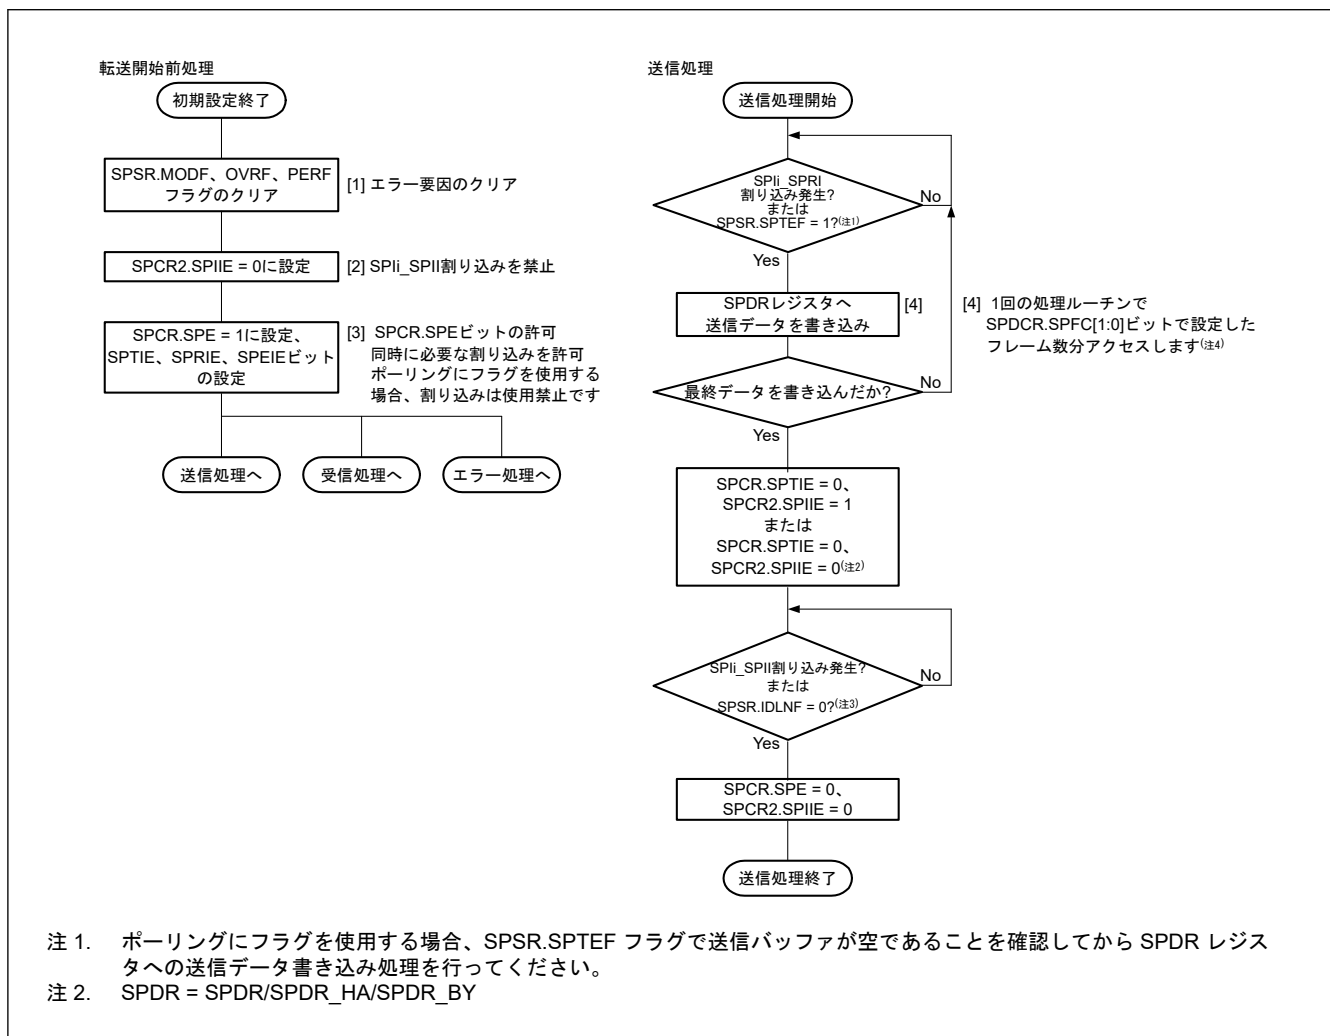 転送開始前処理
初期設定終了
SPSR.MODF、OVRF、PERF
フラグのクリア
[1] エラー要因のクリア
SPCR2.SPIIE = 0に設定
[2] SPIi_SPII割り込みを禁止
SPCR.SPE = 1に設定、
SPTIE、SPRIE、SPEIEビット
の設定
[3] SPCR.SPEビットの許可
同時に必要な割り込みを許可
ポーリングにフラグを使用する
場合、割り込みは使用禁止です
送信処理へ
受信処理へ
エラー処理へ
送信処理
送信処理開始
SPIi_SPRI
割り込み発生?
または
SPSR.SPTEF = 1?(注1)
No
Yes
SPDRレジスタへ
送信データを書き込み
[4]
[4] 1回の処理ルーチンで
SPDCR.SPFC[1:0]ビットで設定した
フレーム数分アクセスします(注4)
最終データを書き込んだか?
No
Yes
SPCR.SPTIE = 0、
SPCR2.SPIIE = 1
または
SPCR.SPTIE = 0、
SPCR2.SPIIE = 0(注2)
SPIi_SPII割り込み発生?
または
SPSR.IDLNF = 0?(注3)
No
Yes
SPCR.SPE = 0、
SPCR2.SPIIE = 0
送信処理終了
注 1. ポーリングにフラグを使用する場合、SPSR.SPTEF フラグで送信バッファが空であることを確認してから SPDR レジス
タへの送信データ書き込み処理を行ってください。
注 2. SPDR = SPDR/SPDR_HA/SPDR_BY